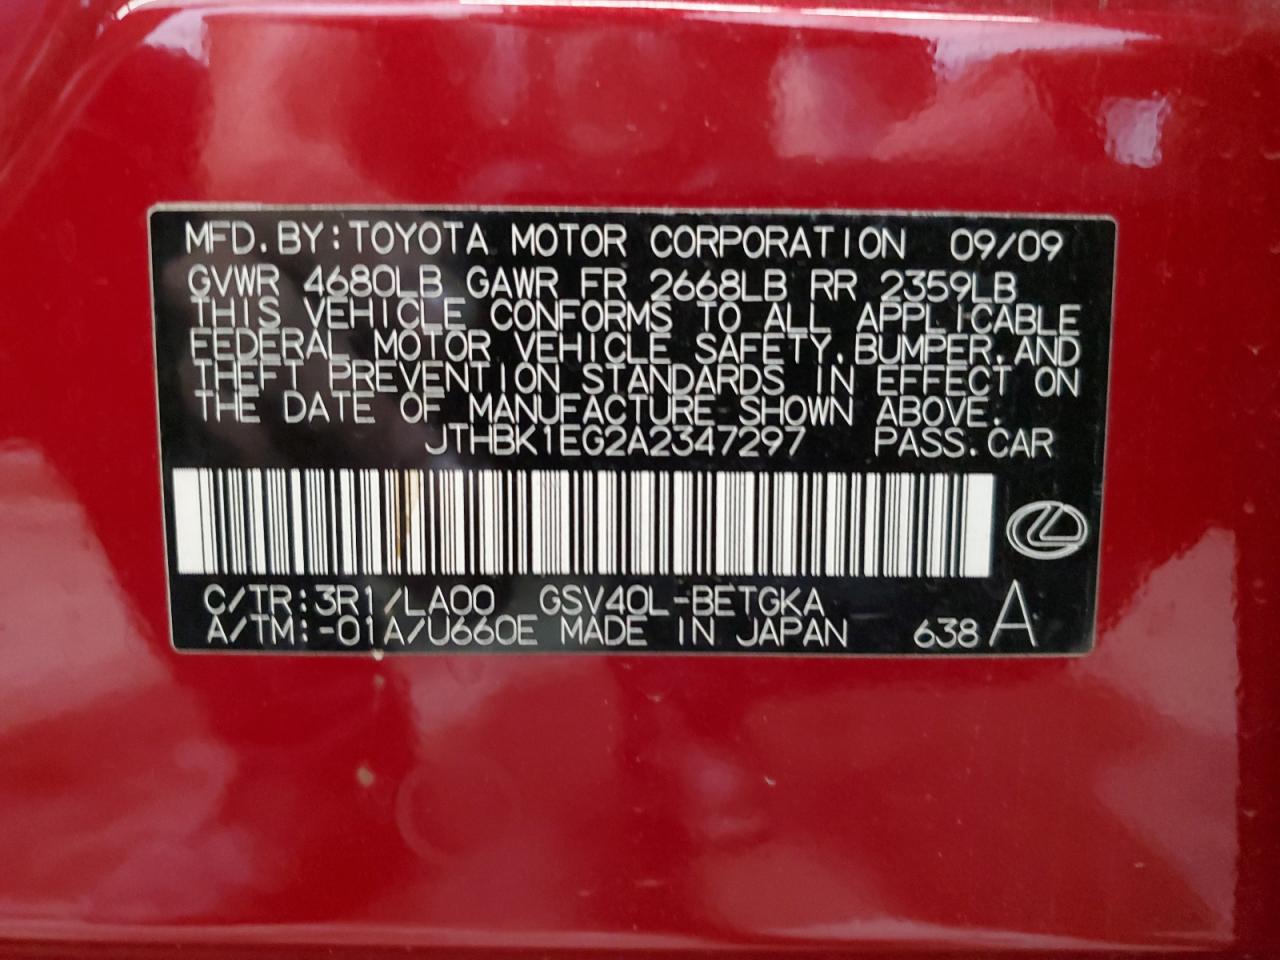 MFD.BY:TOYOTA MOTOR CORPORATION 09/09
GVWR 4680LB GAWR FR 2668LB RR 2359LB
THIS VEHICLE CONFORMS TO ALL APPLICABLE
FEDERAL MOTOR VEHICLE SAFETY,BUMPER,AND
THEFT PREVENTION STANDARDS IN EFFECT ON
THE DATE OF MANUFACTURE SHOWN ABOVE.
JTHBK1EG2A2347297 PASS.CAR
C/TR:3R1/LA00 GSV40L-BETGKA
A/TM:-01A/U660E MADE IN JAPAN 638 A